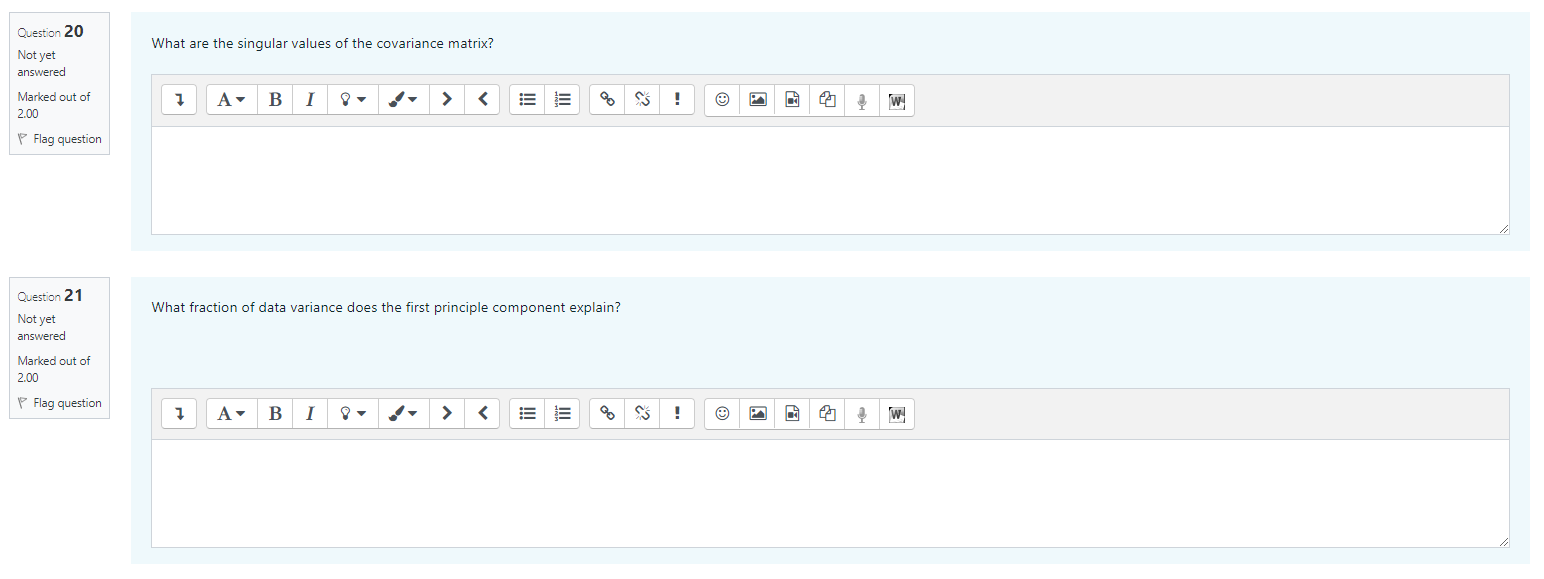 Question 20
Not yet
answered
Marked out of
2.00
Flag question
What are the singular values of the covariance matrix?
A B I
Question 21
Not yet
answered
Marked out of
2.00
Flag question
What fraction of data variance does the first principle component explain?
A B I